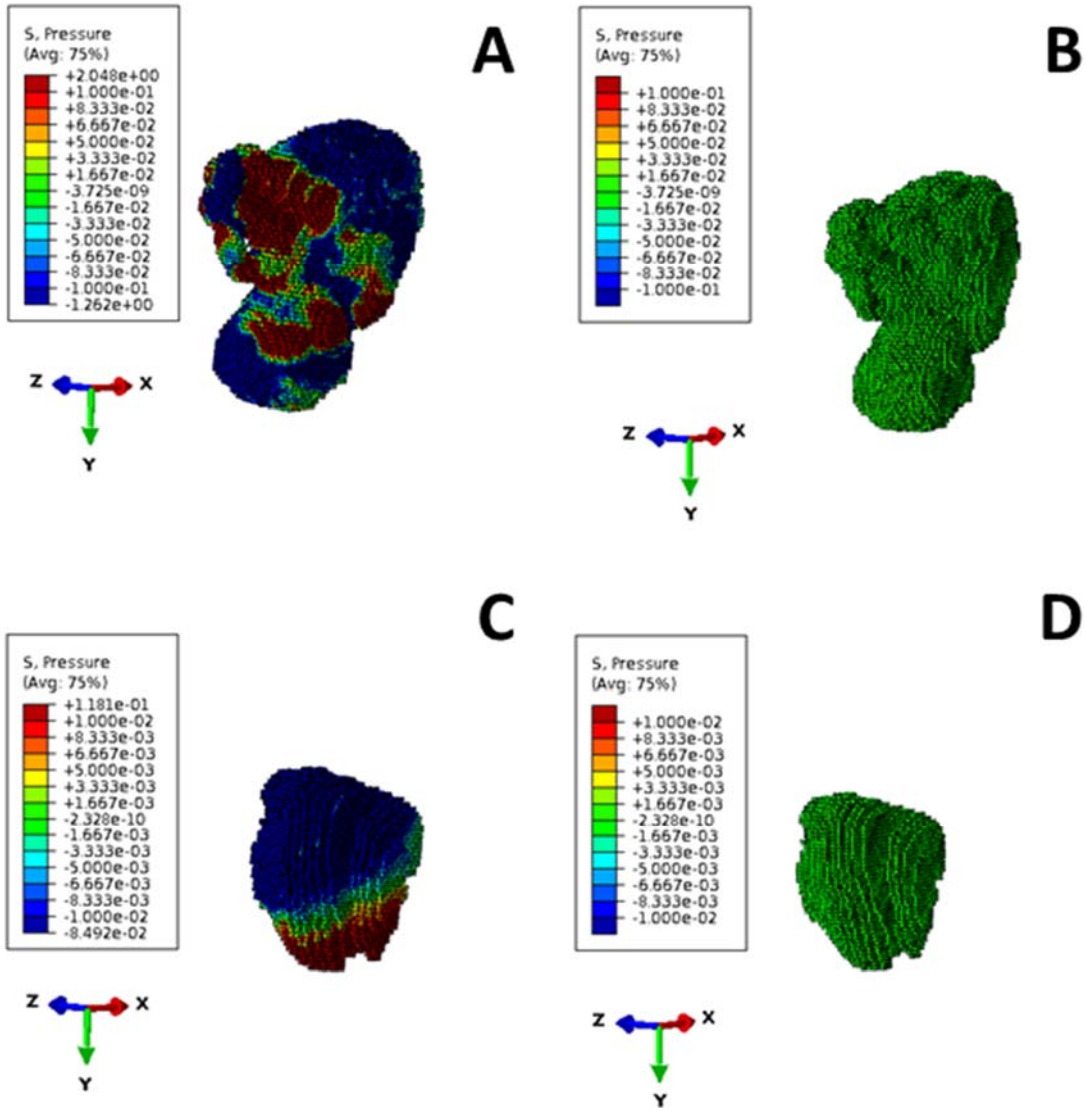 A
S, Pressure
(Avg: 75%)
+2.048e+00
+1.000e-01
+8.333e-02
+6.667e-02
+5.000e-02
+3.333e-02
+1.667e-02
-3.725e-09
-1.667e-02
-3.333e-02
-5.000e-02
-6.667e-02
-8.333e-02
-1.000e-01
-1.262e+00
Z
X
Y
B
S, Pressure
(Avg: 75%)
+1.000e-01
+8.333e-02
+6.667e-02
+5.000e-02
+3.333e-02
+1.667e-02
-3.725e-09
-1.667e-02
-3.333e-02
-5.000e-02
-6.667e-02
-8.333e-02
-1.000e-01
Z
X
Y
C
S, Pressure
(Avg: 75%)
+1.181e-01
+1.000e-02
+8.333e-03
+6.667e-03
+5.000e-03
+3.333e-03
+1.667e-03
-2.328e-10
-1.667e-03
-3.333e-03
-5.000e-03
-6.667e-03
-8.333e-03
-1.000e-02
-8.492e-02
Z
X
Y
D
S, Pressure
(Avg: 75%)
+1.000e-02
+8.333e-03
+6.667e-03
+5.000e-03
+3.333e-03
+1.667e-03
-2.328e-10
-1.667e-03
-3.333e-03
-5.000e-03
-6.667e-03
-8.333e-03
-1.000e-02
Z
X
Y